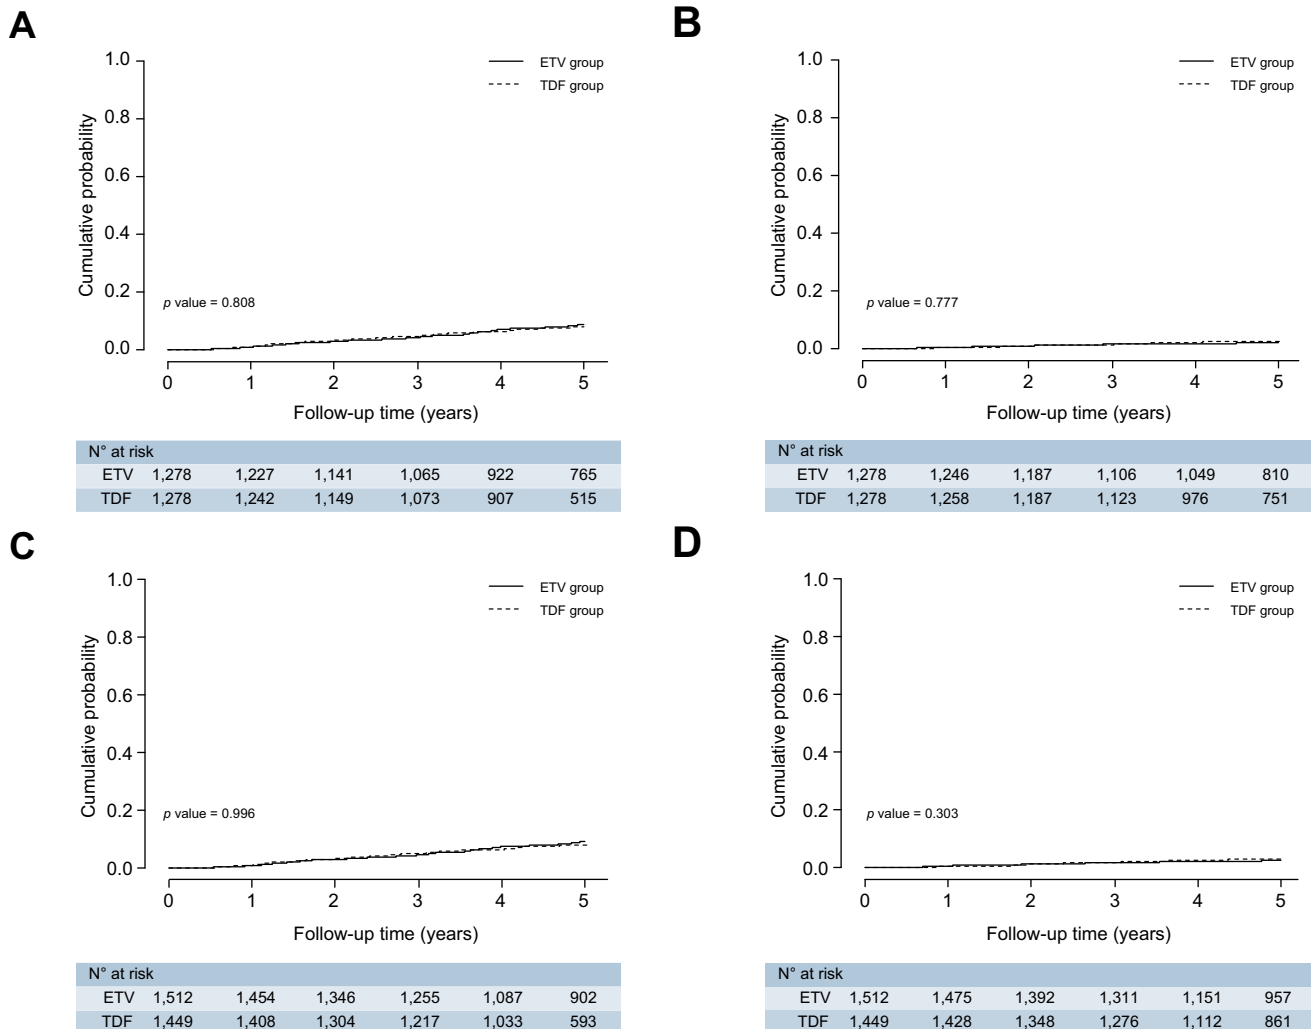 A
1.0
0.8
0.6
0.4
0.2
0.0
Cumulative probability
ETV group
TDF group
p value = 0.808
0 1 2 3 4 5
Follow-up time (years)
N° at risk
ETV 1,278 1,227 1,141 1,065 922 765
TDF 1,278 1,242 1,149 1,073 907 515
B
1.0
0.8
0.6
0.4
0.2
0.0
Cumulative probability
ETV group
TDF group
p value = 0.777
0 1 2 3 4 5
Follow-up time (years)
N° at risk
ETV 1,278 1,246 1,187 1,106 1,049 810
TDF 1,278 1,258 1,187 1,123 976 751
C
1.0
0.8
0.6
0.4
0.2
0.0
Cumulative probability
ETV group
TDF group
p value = 0.996
0 1 2 3 4 5
Follow-up time (years)
N° at risk
ETV 1,512 1,454 1,346 1,255 1,087 902
TDF 1,449 1,408 1,304 1,217 1,033 593
D
1.0
0.8
0.6
0.4
0.2
0.0
Cumulative probability
ETV group
TDF group
p value = 0.303
0 1 2 3 4 5
Follow-up time (years)
N° at risk
ETV 1,512 1,475 1,392 1,311 1,151 957
TDF 1,449 1,428 1,348 1,276 1,112 861